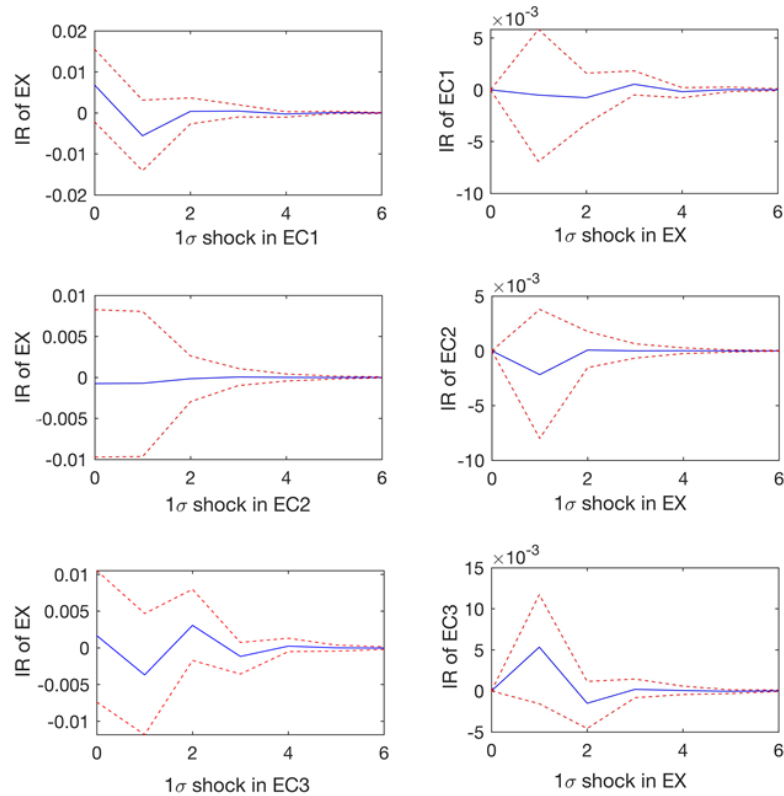 0.02
0.01
0
-0.01
-0.02
IR of EX
0 2 4 6
1σ shock in EC1
×10-3
5
0
-5
-10
IR of EC1
0 2 4 6
1σ shock in EX
0.01
0.005
0
-0.005
-0.01
IR of EX
0 2 4 6
1σ shock in EC2
×10-3
5
0
-5
-10
IR of EC2
0 2 4 6
1σ shock in EX
0.01
0.005
0
-0.005
-0.01
IR of EX
0 2 4 6
1σ shock in EC3
×10-3
15
10
5
0
-5
IR of EC3
0 2 4 6
1σ shock in EX